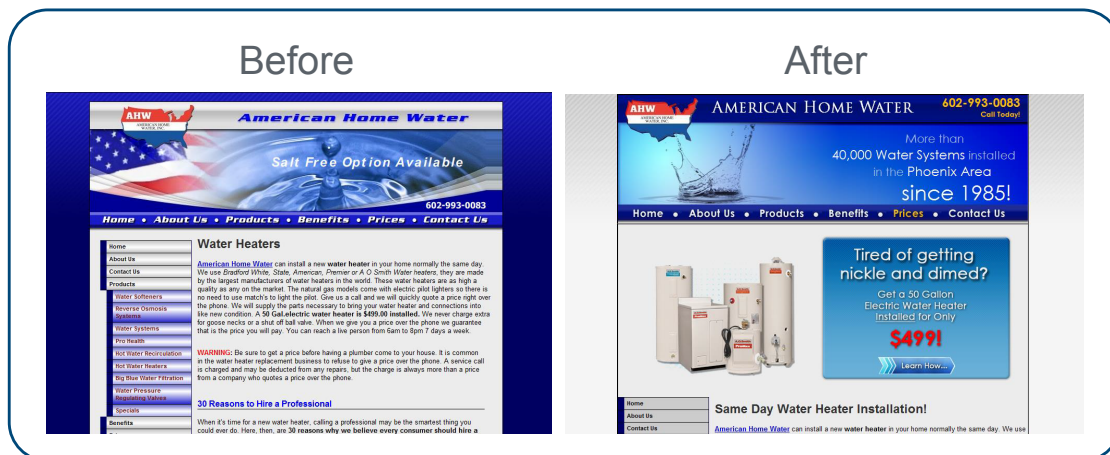 Before
After
AHW
AMERICAN HOME
WATER, INC.
American Home Water
Salt Free Option Available
602-993-0083
Home • About Us • Products • Benefits • Prices • Contact Us
Home
About Us
Contact Us
Products
Water Softeners
Reverse Osmosis
Systems
Water Systems
Pro Health
Hot Water Recirculation
Hot Water Heaters
Big Blue Water Filtration
Water Pressure
Regulating Valves
Specials
Benefits
Water Heaters
American Home Water can install a new water heater in your home normally the same day.
We use Bradford White, State, American, Premier or A O Smith Water heaters, they are made
by the largest manufacturers of water heaters in the world. These water heaters are as high a
quality as any on the market. The natural gas models come with electric pilot lighters so there is
no need to use match's to light the pilot. Give us a call and we will quickly quote a price right over
the phone. We will supply the parts necessary to bring your water heater and connections into
like new condition. A 50 Gal.electric water heater is $499.00 installed. We never charge extra
for goose necks or a shut off ball valve. When we give you a price over the phone we guarantee
that is the price you will pay. You can reach a live person from 6am to 9pm 7 days a week.
WARNING: Be sure to get a price before having a plumber come to your house. It is common
in the water heater replacement business to refuse to give a price over the phone. A service call
is charged and may be deducted from any repairs, but the charge is always more than a price
from a company who quotes a price over the phone.
30 Reasons to Hire a Professional
When it's time for a new water heater, calling a professional may be the smartest thing you
could ever do. Here, then, are 30 reasons why we believe every consumer should hire a
AHW
AMERICAN HOME
WATER, INC.
American Home Water
602-993-0083
Call Today!
More than
40,000 Water Systems installed
in the Phoenix Area
since 1985!
Home • About Us • Products • Benefits • Prices • Contact Us
Tired of getting
nickle and dimed?
Get a 50 Gallon
Electric Water Heater
Installed for Only
$499!
Learn How...
Home
About Us
Contact Us
Same Day Water Heater Installation!
American Home Water can install a new water heater in your home normally the same day. We use